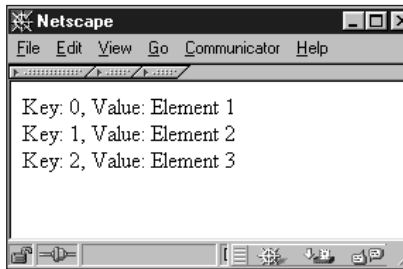 Netscape
File Edit View Go Communicator Help
Key: 0, Value: Element 1
Key: 1, Value: Element 2
Key: 2, Value: Element 3